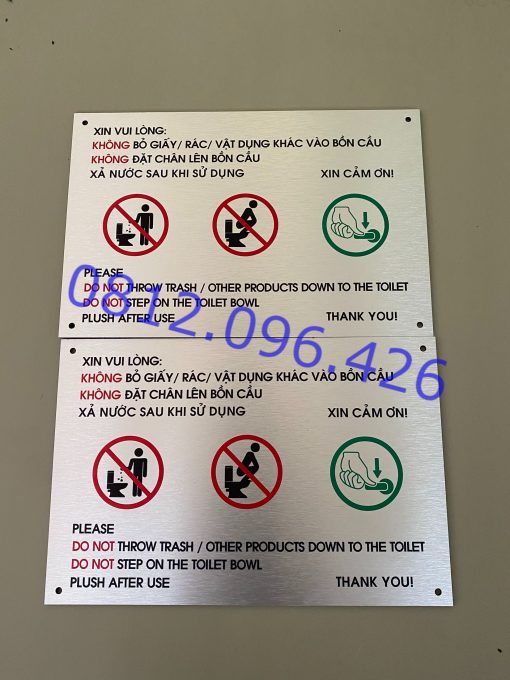 XIN VUI LÒNG:
KHÔNG BỎ GIẤY/ RÁC/ VẬT DỤNG KHÁC VÀO BỒN CẦU
KHÔNG ĐẶT CHÂN LÊN BỒN CẦU
XẢ NƯỚC SAU KHI SỬ DỤNG XIN CẢM ƠN!
PLEASE
DO NOT THROW TRASH / OTHER PRODUCTS DOWN TO THE TOILET
DO NOT STEP ON THE TOILET BOWL
PLUSH AFTER USE THANK YOU!
0812.096.426
XIN VUI LÒNG:
KHÔNG BỎ GIẤY/ RÁC/ VẬT DỤNG KHÁC VÀO BỒN CẦU
KHÔNG ĐẶT CHÂN LÊN BỒN CẦU
XẢ NƯỚC SAU KHI SỬ DỤNG XIN CẢM ƠN!
PLEASE
DO NOT THROW TRASH / OTHER PRODUCTS DOWN TO THE TOILET
DO NOT STEP ON THE TOILET BOWL
PLUSH AFTER USE THANK YOU!